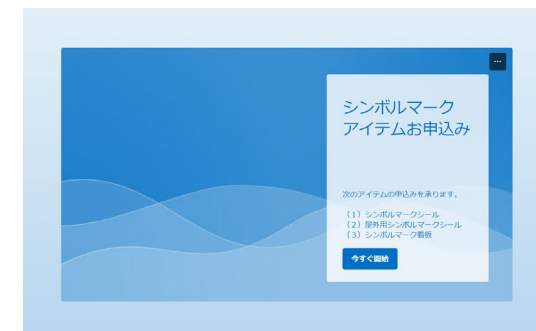 シンボルマーク
アイテムお申込み
次のアイテムの申込みを承ります。
(1)シンボルマークシール
(2)屋外用シンボルマークシール
(3)シンボルマーク看板
今すぐ開始